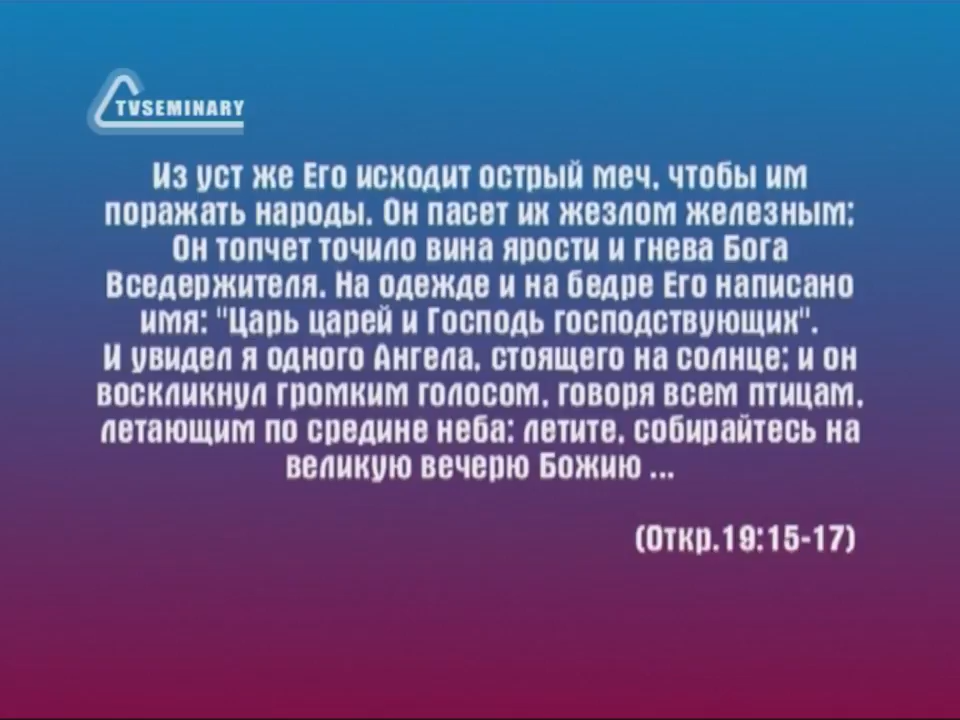 TVSEMINARY
Из уст же Его исходит острый меч, чтобы им
поражать народы. Он пасет их жезлом железным;
Он топчет точило вина ярости и гнева Бога
Вседержителя. На одежде и на бедре Его написано
имя: "Царь царей и Господь господствующих".
И увидел я одного Ангела, стоящего на солнце; и он
воскликнул громким голосом, говоря всем птицам,
летающим по средине неба: летите, собирайтесь на
великую вечерю Божию ...
(Откр.19:15-17)